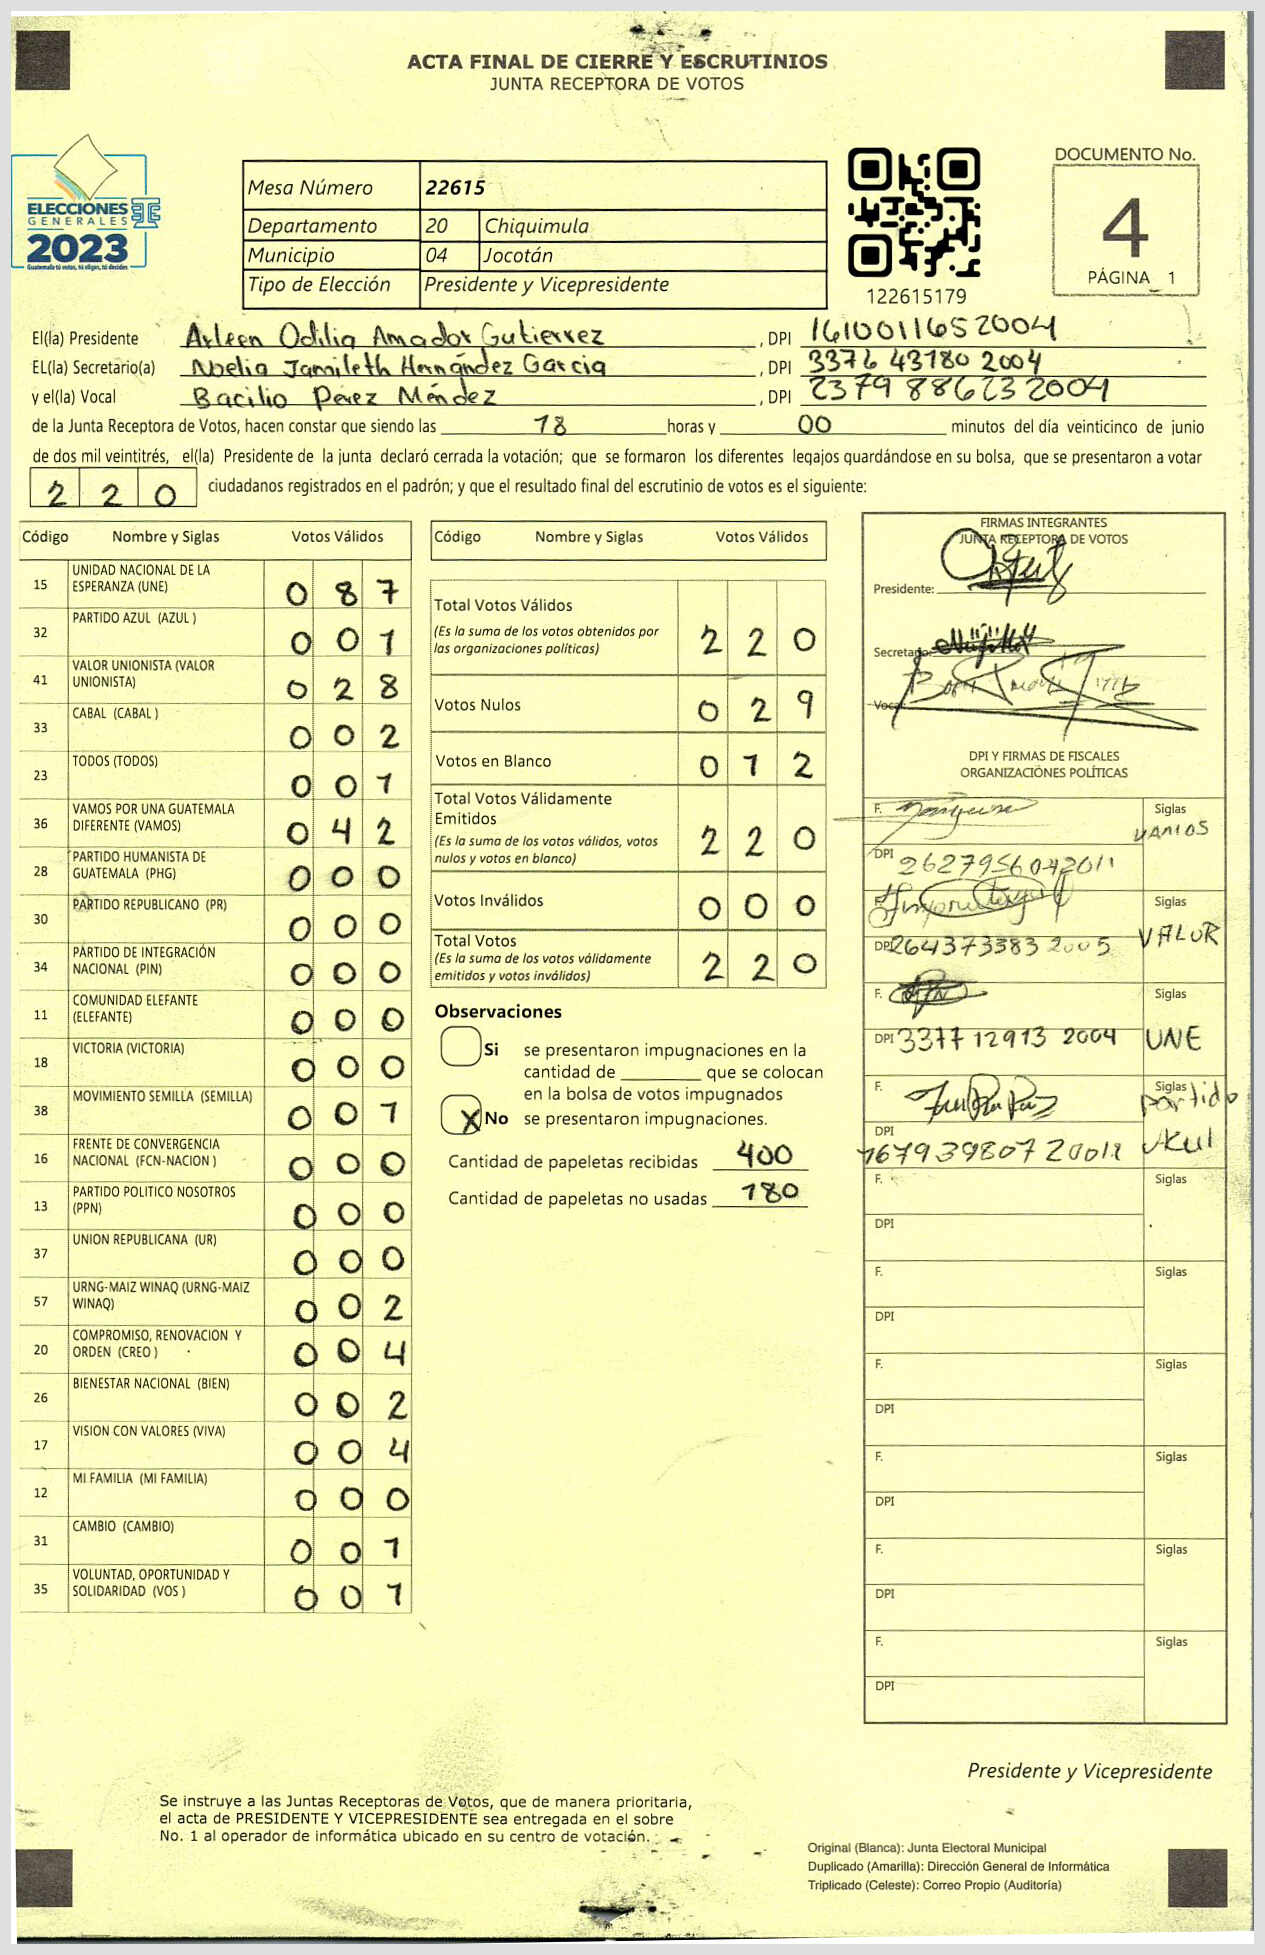 ACTA FINAL DE CIERRE Y ESCRUTINIOS
JUNTA RECEPTORA DE VOTOS
ELECCIONES
GENERALES
2023
Guatemala tú votas, tú eliges, tú decides
Mesa Número 22615
Departamento 20 Chiquimula
Municipio 04 Jocotán
Tipo de Elección Presidente y Vicepresidente
122615179
DOCUMENTO No.
4
PÁGINA 1
El(la) Presidente Arleen Odilia Amador Gutierrez , DPI 1610011652004
EL(la) Secretario(a) Noelia Jamileth Hernández Garcia , DPI 3376 43180 2004
y el(la) Vocal Bacilio Pérez Méndez , DPI 2379 88623 2004
de la Junta Receptora de Votos, hacen constar que siendo las 18 horas y 00 minutos del día veinticinco de junio
de dos mil veintitrés, el(la) Presidente de la junta declaró cerrada la votación; que se formaron los diferentes legajos guardándose en su bolsa, que se presentaron a votar
2 2 0 ciudadanos registrados en el padrón; y que el resultado final del escrutinio de votos es el siguiente:
Código Nombre y Siglas Votos Válidos
15 UNIDAD NACIONAL DE LA
ESPERANZA (UNE) 0 8 7
32 PARTIDO AZUL (AZUL ) 0 0 1
41 VALOR UNIONISTA (VALOR
UNIONISTA) 0 2 8
33 CABAL (CABAL ) 0 0 2
23 TODOS (TODOS) 0 0 1
36 VAMOS POR UNA GUATEMALA
DIFERENTE (VAMOS) 0 4 2
28 PARTIDO HUMANISTA DE
GUATEMALA (PHG) 0 0 0
30 PARTIDO REPUBLICANO (PR) 0 0 0
34 PARTIDO DE INTEGRACIÓN
NACIONAL (PIN) 0 0 0
11 COMUNIDAD ELEFANTE
(ELEFANTE) 0 0 0
18 VICTORIA (VICTORIA) 0 0 0
38 MOVIMIENTO SEMILLA (SEMILLA) 0 0 1
16 FRENTE DE CONVERGENCIA
NACIONAL (FCN-NACION ) 0 0 0
13 PARTIDO POLITICO NOSOTROS
(PPN) 0 0 0
37 UNION REPUBLICANA (UR) 0 0 0
57 URNG-MAIZ WINAQ (URNG-MAIZ
WINAQ) 0 0 2
20 COMPROMISO, RENOVACION Y
ORDEN (CREO ) 0 0 4
26 BIENESTAR NACIONAL (BIEN) 0 0 2
17 VISION CON VALORES (VIVA) 0 0 4
12 MI FAMILIA (MI FAMILIA) 0 0 0
31 CAMBIO (CAMBIO) 0 0 1
35 VOLUNTAD, OPORTUNIDAD Y
SOLIDARIDAD (VOS ) 0 0 1
Código Nombre y Siglas Votos Válidos
Total Votos Válidos
(Es la suma de los votos obtenidos por
las organizaciones políticas) 2 2 0
Votos Nulos 0 2 9
Votos en Blanco 0 1 2
Total Votos Válidamente
Emitidos
(Es la suma de los votos válidos, votos
nulos y votos en blanco) 2 2 0
Votos Inválidos 0 0 0
Total Votos
(Es la suma de los votos válidamente
emitidos y votos inválidos) 2 2 0
Observaciones
Si se presentaron impugnaciones en la
cantidad de ________ que se colocan
en la bolsa de votos impugnados
X No se presentaron impugnaciones.
Cantidad de papeletas recibidas 400
Cantidad de papeletas no usadas 180
FIRMAS INTEGRANTES
JUNTA RECEPTORA DE VOTOS
Presidente:
Secretario:
Vocal:
DPI Y FIRMAS DE FISCALES
ORGANIZACIONES POLÍTICAS
F. Siglas
VAMOS
DPI 2627956042011
F. Siglas
VALOR
DPI 264373383 2005
F. Siglas
DPI 3377 12913 2004 UNE
F. Siglas
partido
DPI
F. Siglas
DPI
F. Siglas
DPI
F. Siglas
DPI
F. Siglas
DPI
F. Siglas
DPI
F. Siglas
DPI
Presidente y Vicepresidente
Se instruye a las Juntas Receptoras de Votos, que de manera prioritaria,
el acta de PRESIDENTE Y VICEPRESIDENTE sea entregada en el sobre
No. 1 al operador de informática ubicado en su centro de votación.
Original (Blanca): Junta Electoral Municipal
Duplicado (Amarilla): Dirección General de Informática
Triplicado (Celeste): Correo Propio (Auditoría)